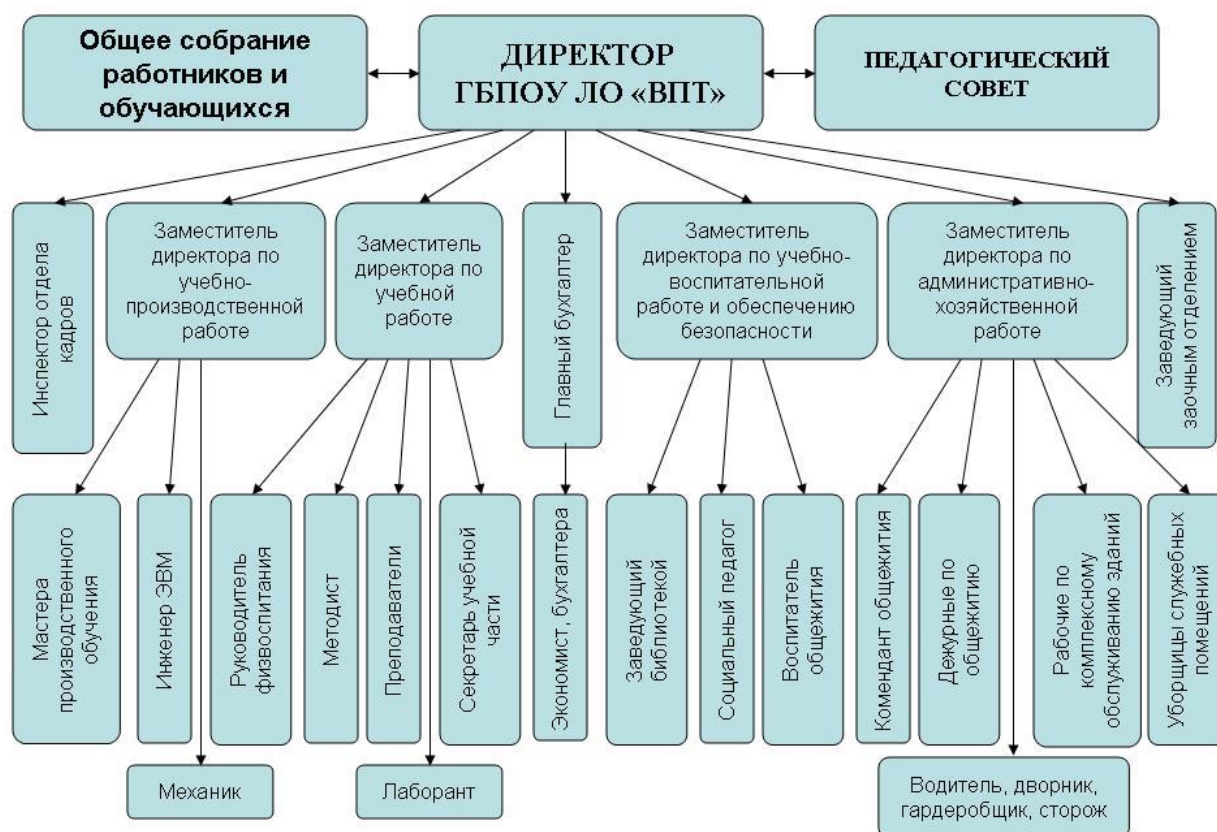 Общее собрание
работников и
обучающихся
ДИРЕКТОР
ГБПОУ ЛО «ВПТ»
ПЕДАГОГИЧЕСКИЙ
СОВЕТ
Инспектор отдела
кадров
Заместитель
директора по
учебно-
производственной
работе
Заместитель
директора по
учебной
работе
Главный бухгалтер
Заместитель
директора по учебно-
воспитательной
работе и обеспечению
безопасности
Заместитель
директора по
административно-
хозяйственной
работе
Заведующий
заочным отделением
Мастера
производственного
обучения
Инженер ЭВМ
Руководитель
физвоспитания
Методист
Преподаватели
Секретарь учебной
части
Экономист, бухгалтера
Заведующий
библиотекой
Социальный педагог
Воспитатель
общежития
Комендант общежития
Дежурные по
общежитию
Рабочие по
комплексному
обслуживанию зданий
Уборщицы служебных
помещений
Механик
Лаборант
Водитель, дворник,
гардеробщик, сторож